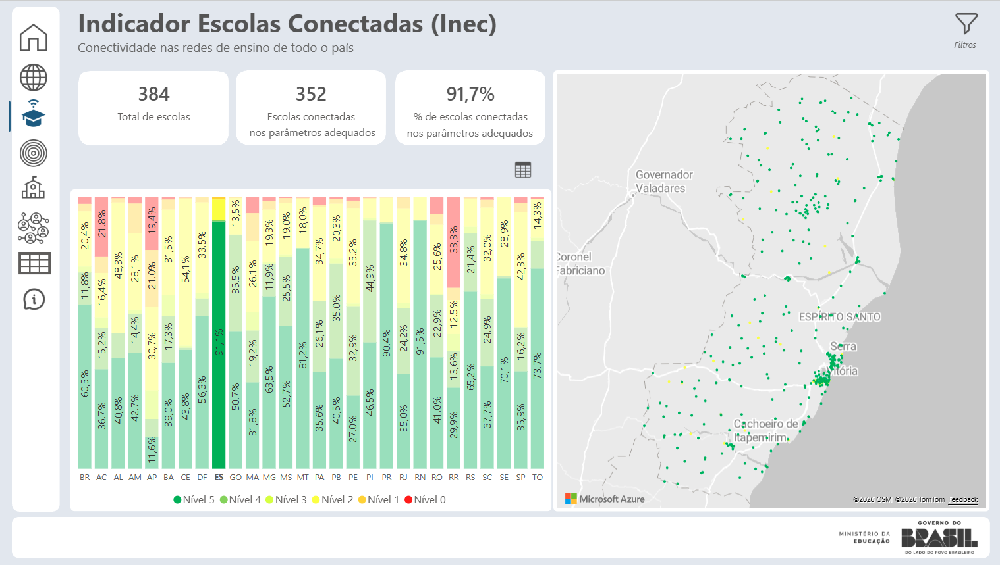 Indicador Escolas Conectadas (Inec)
Conectividade nas redes de ensino de todo o país
Filtros
384
Total de escolas
352
Escolas conectadas
nos parâmetros adequados
91,7%
% de escolas conectadas
nos parâmetros adequados
20,4%
11,8%
60,5%
21,8%
16,4%
15,2%
36,7%
48,3%
40,8%
28,1%
14,4%
42,7%
19,4%
21,0%
30,7%
11,6%
31,5%
17,3%
39,0%
54,1%
43,8%
33,5%
56,3%
91,1%
13,5%
35,5%
50,7%
26,1%
19,2%
31,8%
19,3%
11,9%
63,5%
19,0%
25,5%
52,7%
18,0%
81,2%
34,7%
26,1%
35,6%
20,3%
35,0%
40,5%
35,2%
32,9%
27,0%
44,9%
46,5%
90,4%
34,8%
24,2%
35,0%
91,5%
25,6%
22,9%
41,0%
33,3%
12,5%
13,6%
29,9%
21,4%
65,2%
32,0%
24,9%
37,7%
28,9%
70,1%
42,3%
16,2%
35,9%
14,3%
73,7%
BR AC AL AM AP BA CE DF ES GO MA MG MS MT PA PB PE PI PR RJ RN RO RR RS SC SE SP TO
Nível 5 Nível 4 Nível 3 Nível 2 Nível 1 Nível 0
Governador
Valadares
Coronel
Fabriciano
ESPÍRITO SANTO
Serra
Vitória
Cachoeiro de
Itapemirim
Microsoft Azure
©2026 OSM ©2026 TomTom Feedback
MINISTÉRIO DA
EDUCAÇÃO
GOVERNO DO
BRASIL
DO LADO DO POVO BRASILEIRO